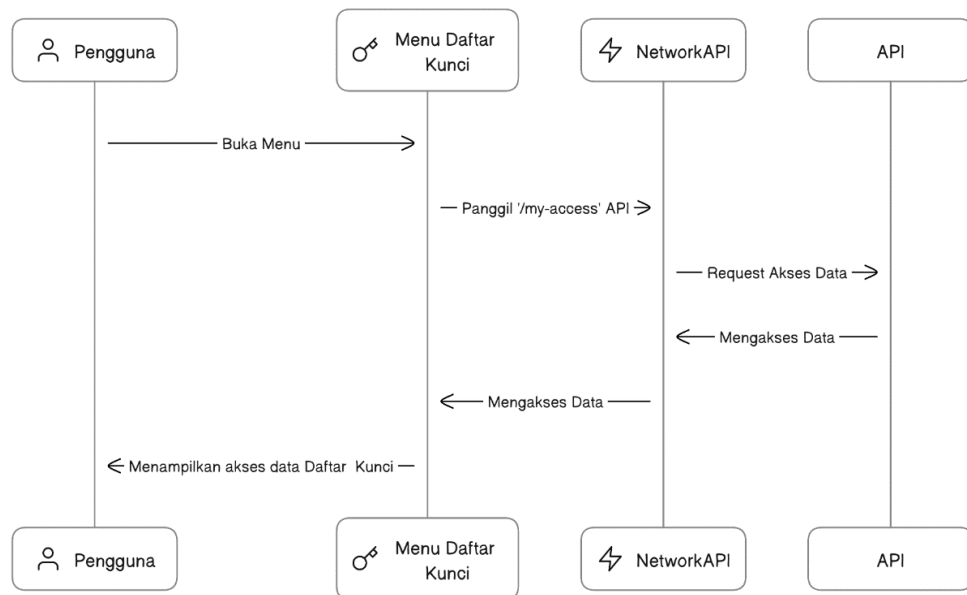 Pengguna
Menu Daftar
Kunci
NetworkAPI
API
Buka Menu
Panggil '/my-access' API
Request Akses Data
Mengakses Data
Mengakses Data
Menampilkan akses data Daftar Kunci
Pengguna
Menu Daftar
Kunci
NetworkAPI
API